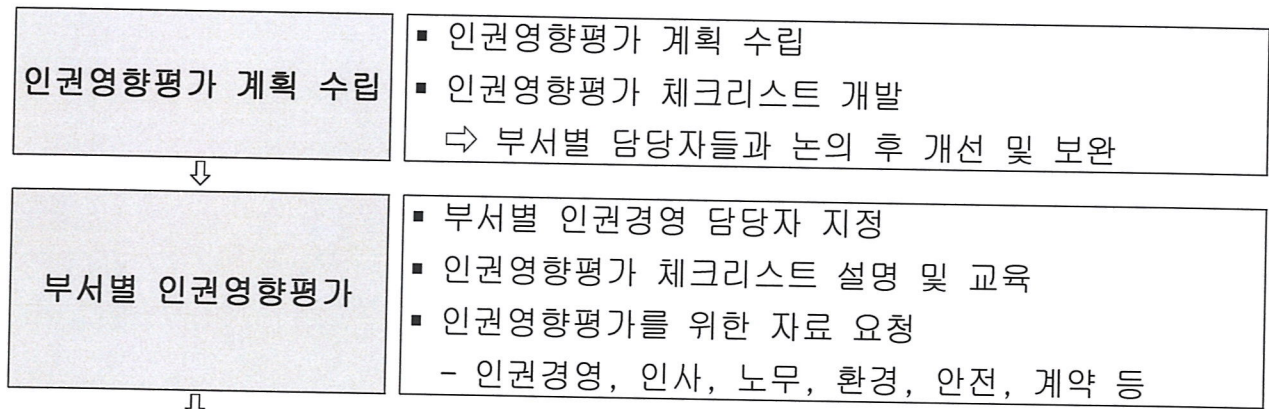 인권영향평가 계획 수립
▪ 인권영향평가 계획 수립
▪ 인권영향평가 체크리스트 개발
⇨ 부서별 담당자들과 논의 후 개선 및 보완
⇩
부서별 인권영향평가
▪ 부서별 인권경영 담당자 지정
▪ 인권영향평가 체크리스트 설명 및 교육
▪ 인권영향평가를 위한 자료 요청
- 인권경영, 인사, 노무, 환경, 안전, 계약 등
⇩